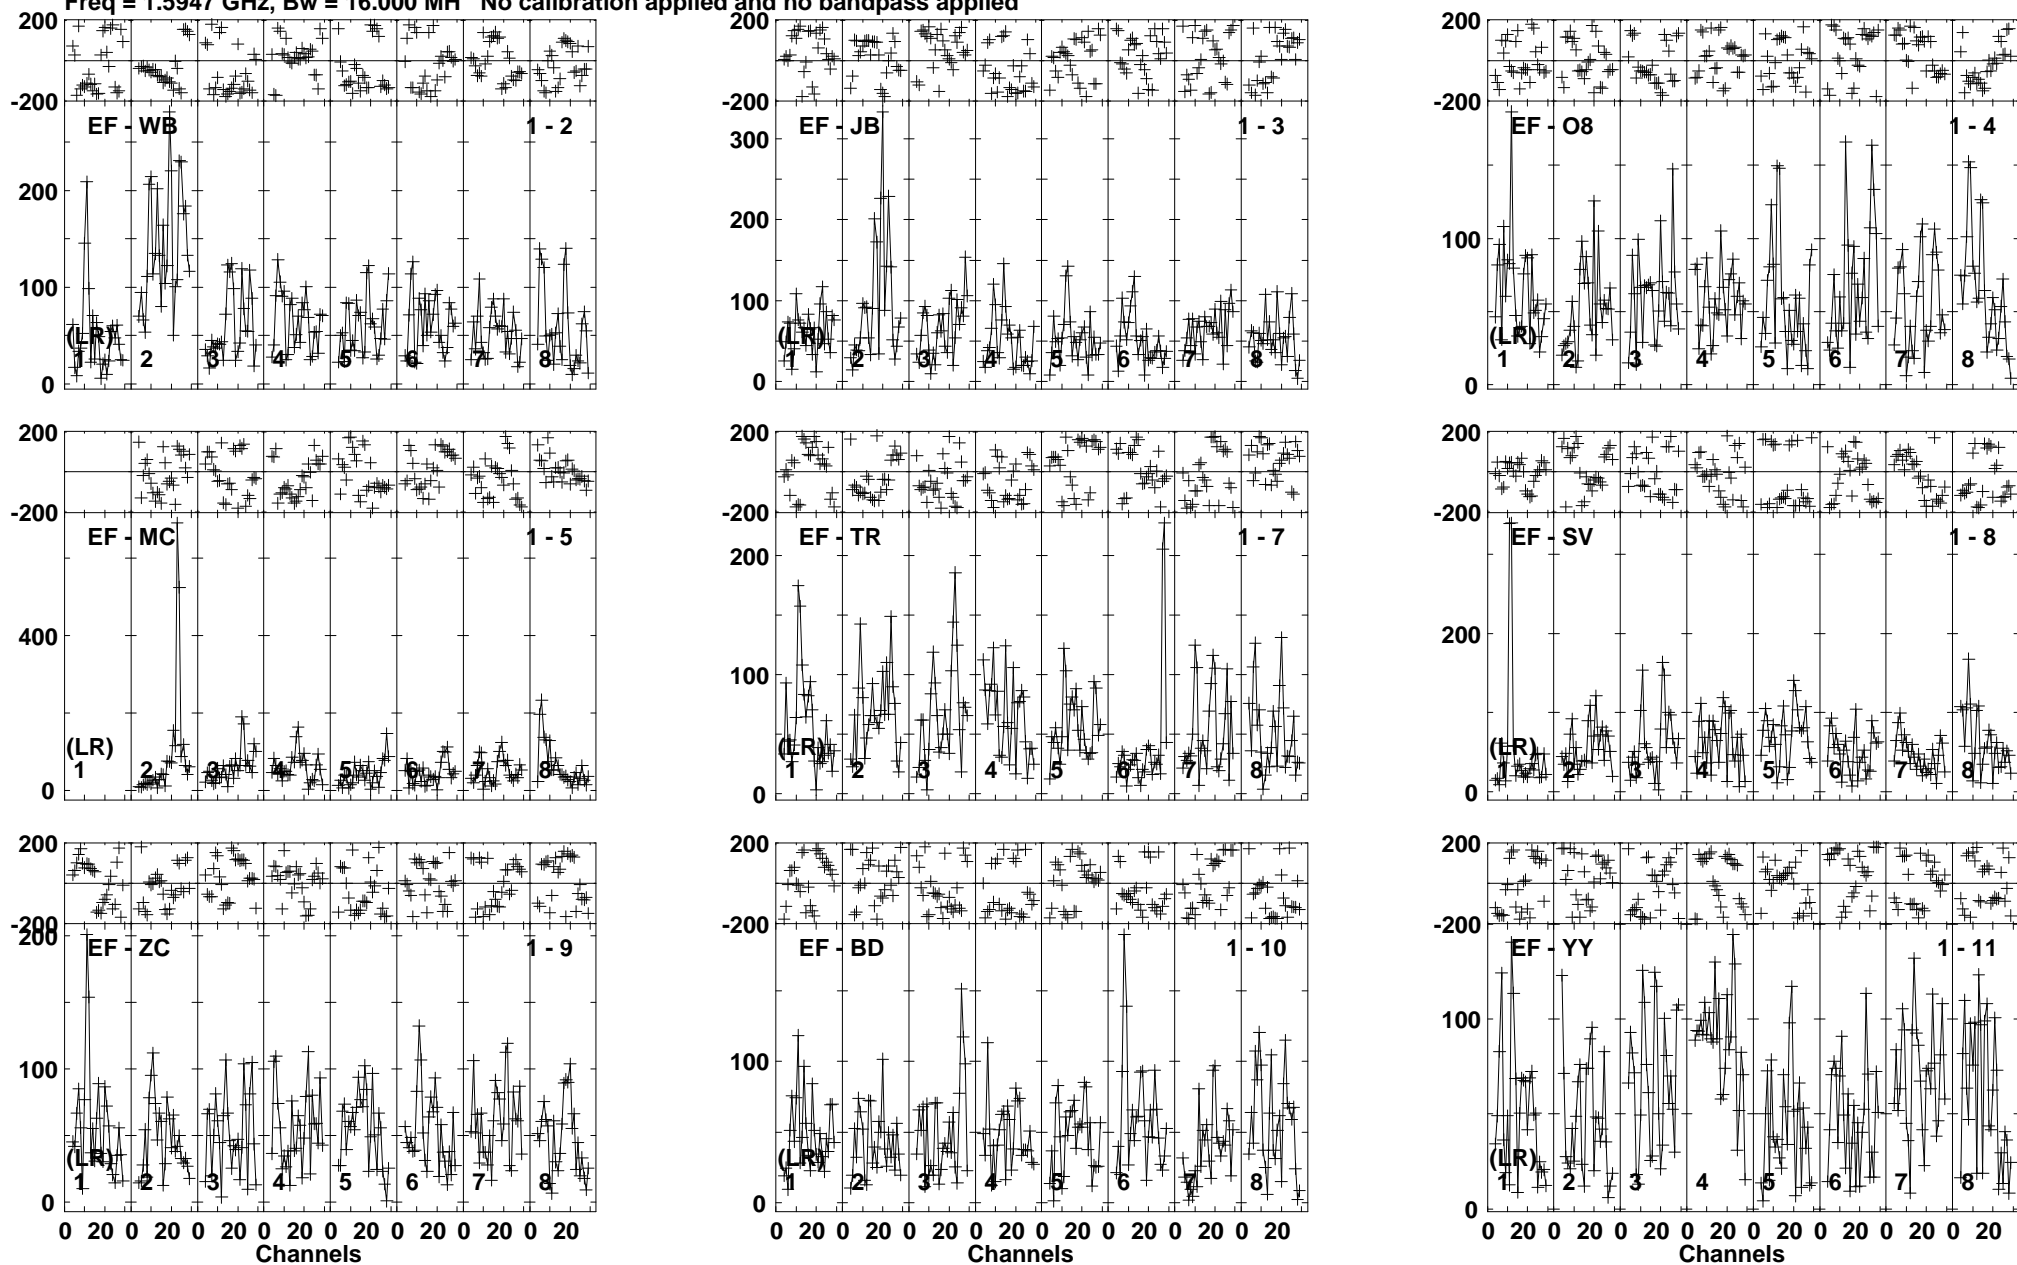 Freq = 1.5947 GHz, Bw = 16.000 MH No calibration applied and no bandpass applied
200 200 200
-200 -200 -200
EF - WB 1 - 2 EF - JB 1 - 3 EF - O8 1 - 4
300
200 200
100 100 100
(LR) (LR) (LR)
1 2 3 4 5 6 7 8 1 2 3 4 5 6 7 8 1 2 3 4 5 6 7 8
0 0 0
200 200 200
-200 -200 -200
EF - MC 1 - 5 EF - TR 1 - 7 EF - SV 1 - 8
200
400 200
100
(LR) (LR) (LR)
1 2 3 4 5 6 7 8 1 2 3 4 5 6 7 8 1 2 3 4 5 6 7 8
0 0 0
200 200 200
-200 -200 -200
200
EF - ZC 1 - 9 EF - BD 1 - 10 EF - YY 1 - 11
100 100 100
(LR) (LR) (LR)
1 2 3 4 5 6 7 8 1 2 3 4 5 6 7 8 1 2 3 4 5 6 7 8
0 0 0
0 20 0 20 0 20 0 20 0 20 0 20 0 20 0 20 0 20 0 20 0 20 0 20 0 20 0 20 0 20 0 20 0 20 0 20 0 20 0 20 0 20 0 20 0 20 0 20
Channels Channels Channels